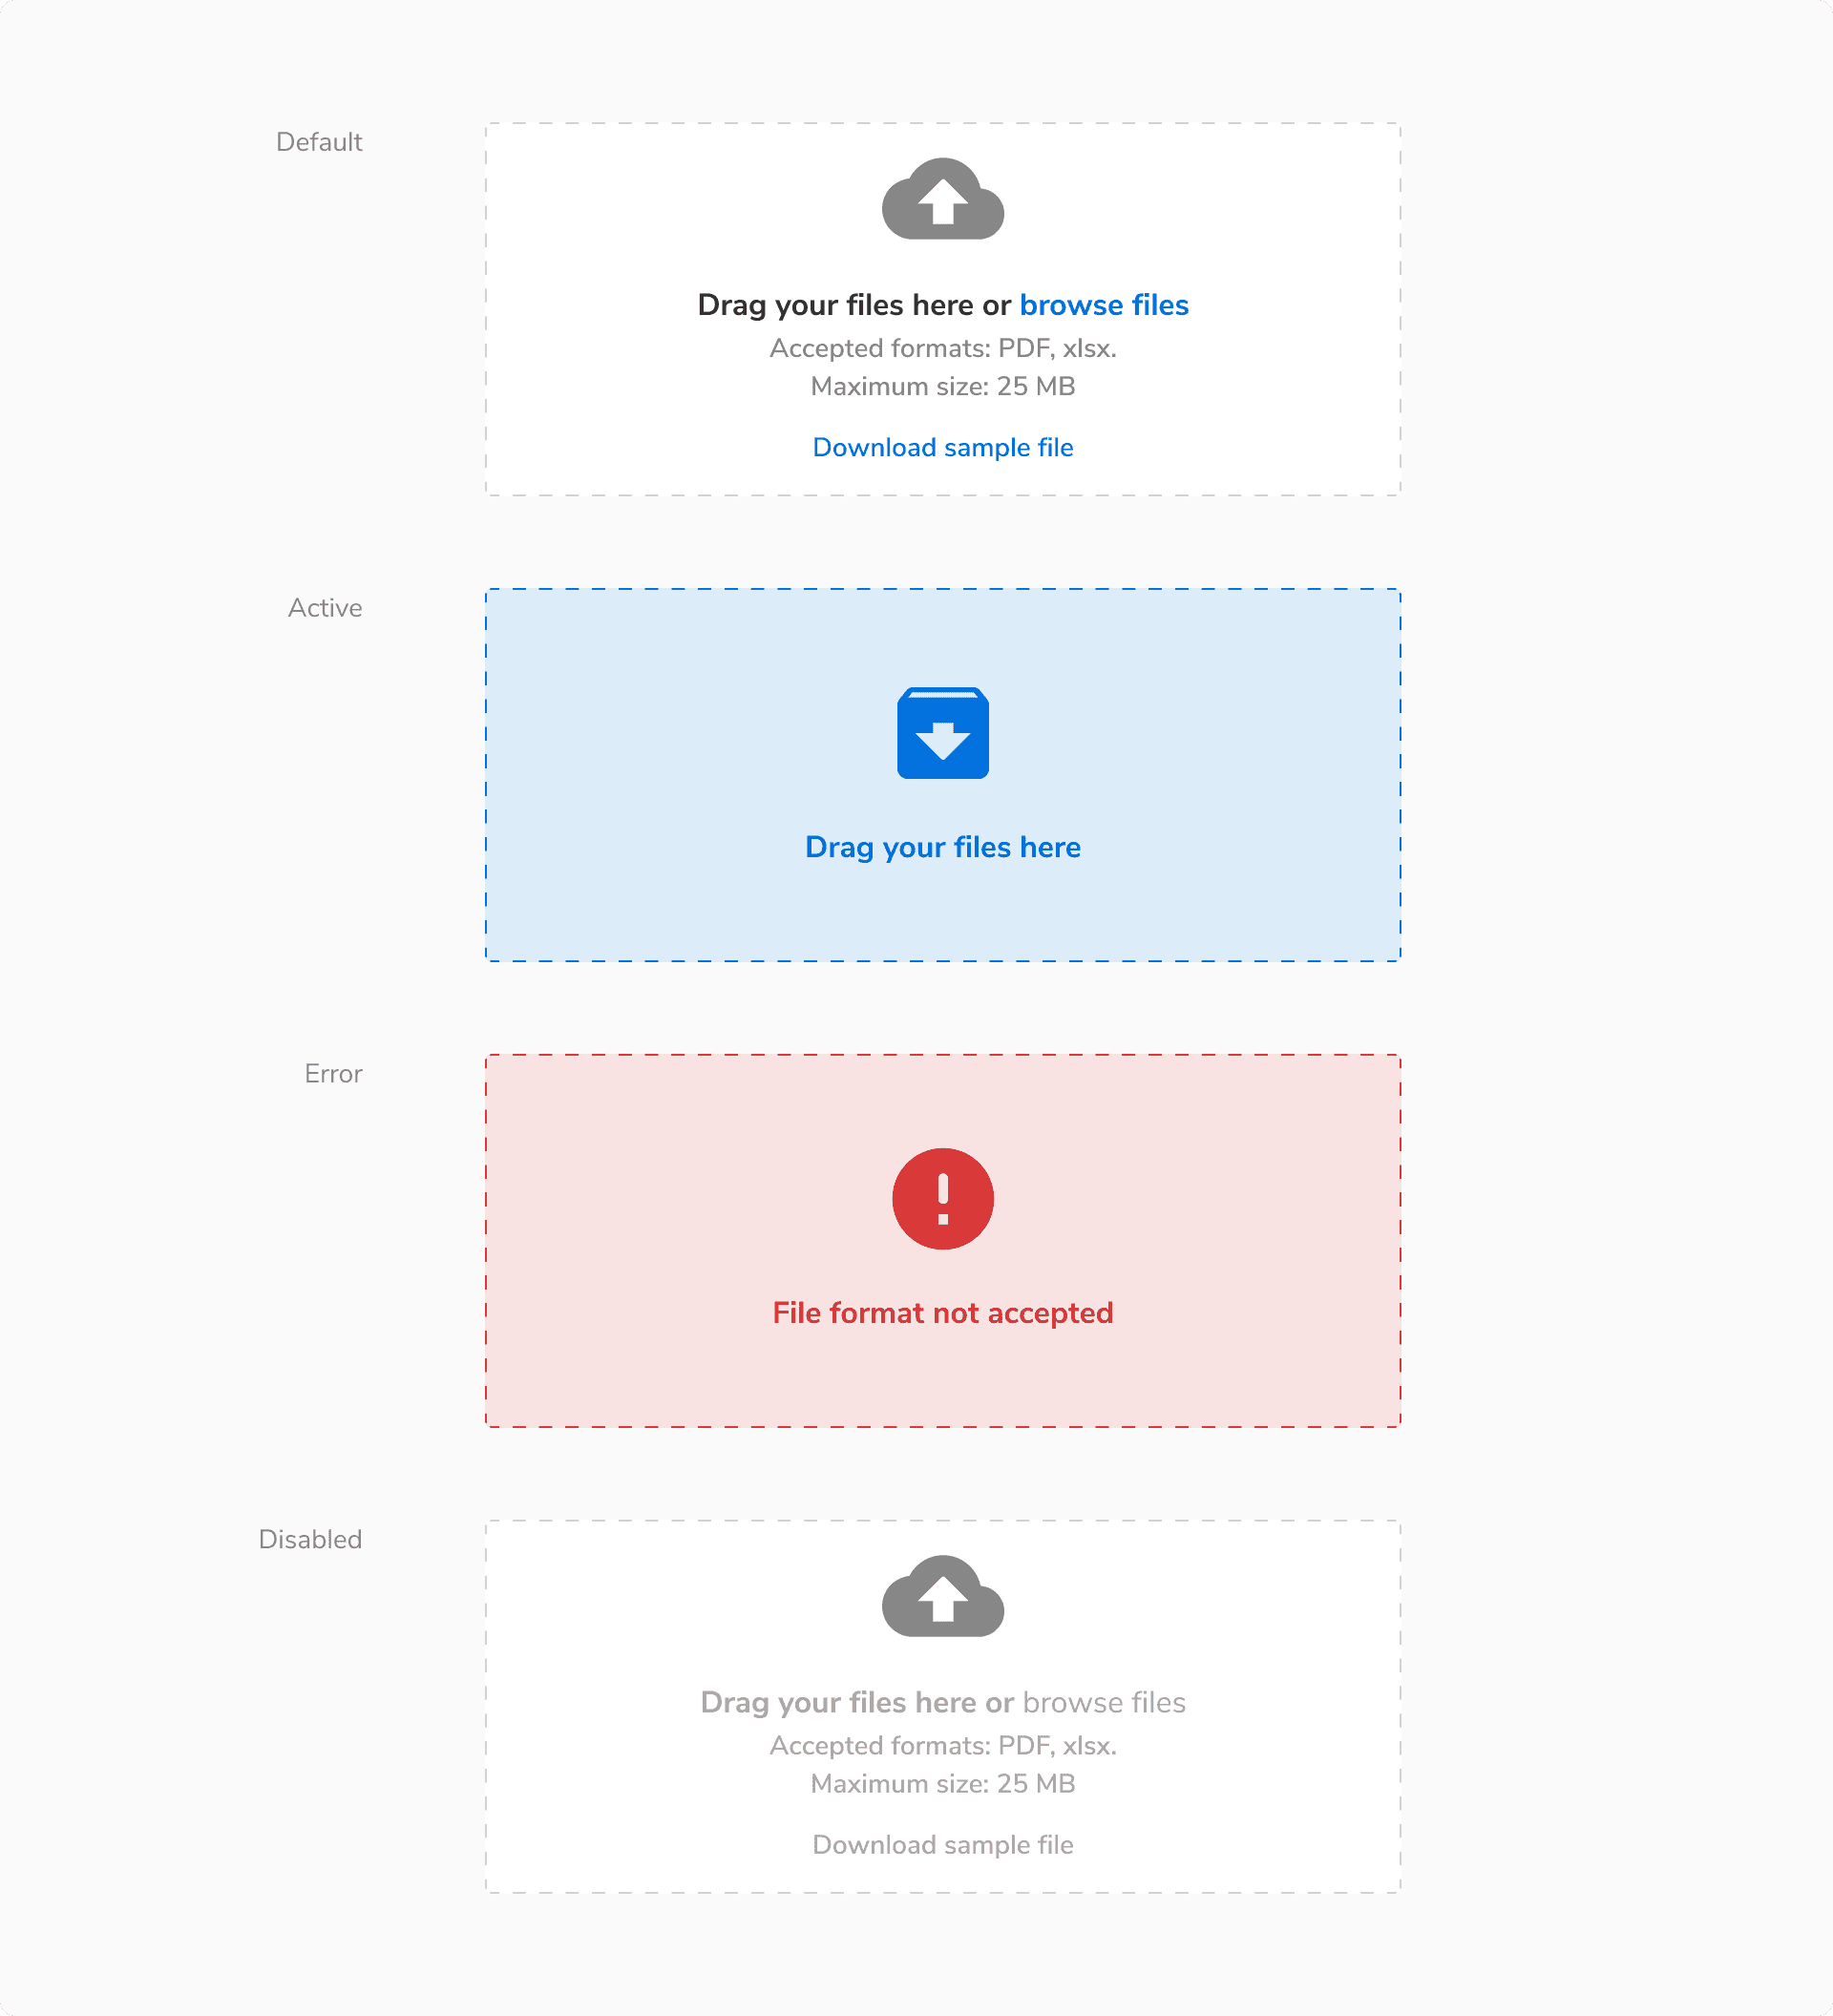 Default
Drag your files here or browse files
Accepted formats: PDF, xlsx.
Maximum size: 25 MB
Download sample file
Active
Drag your files here
Error
File format not accepted
Disabled
Drag your files here or browse files
Accepted formats: PDF, xlsx.
Maximum size: 25 MB
Download sample file